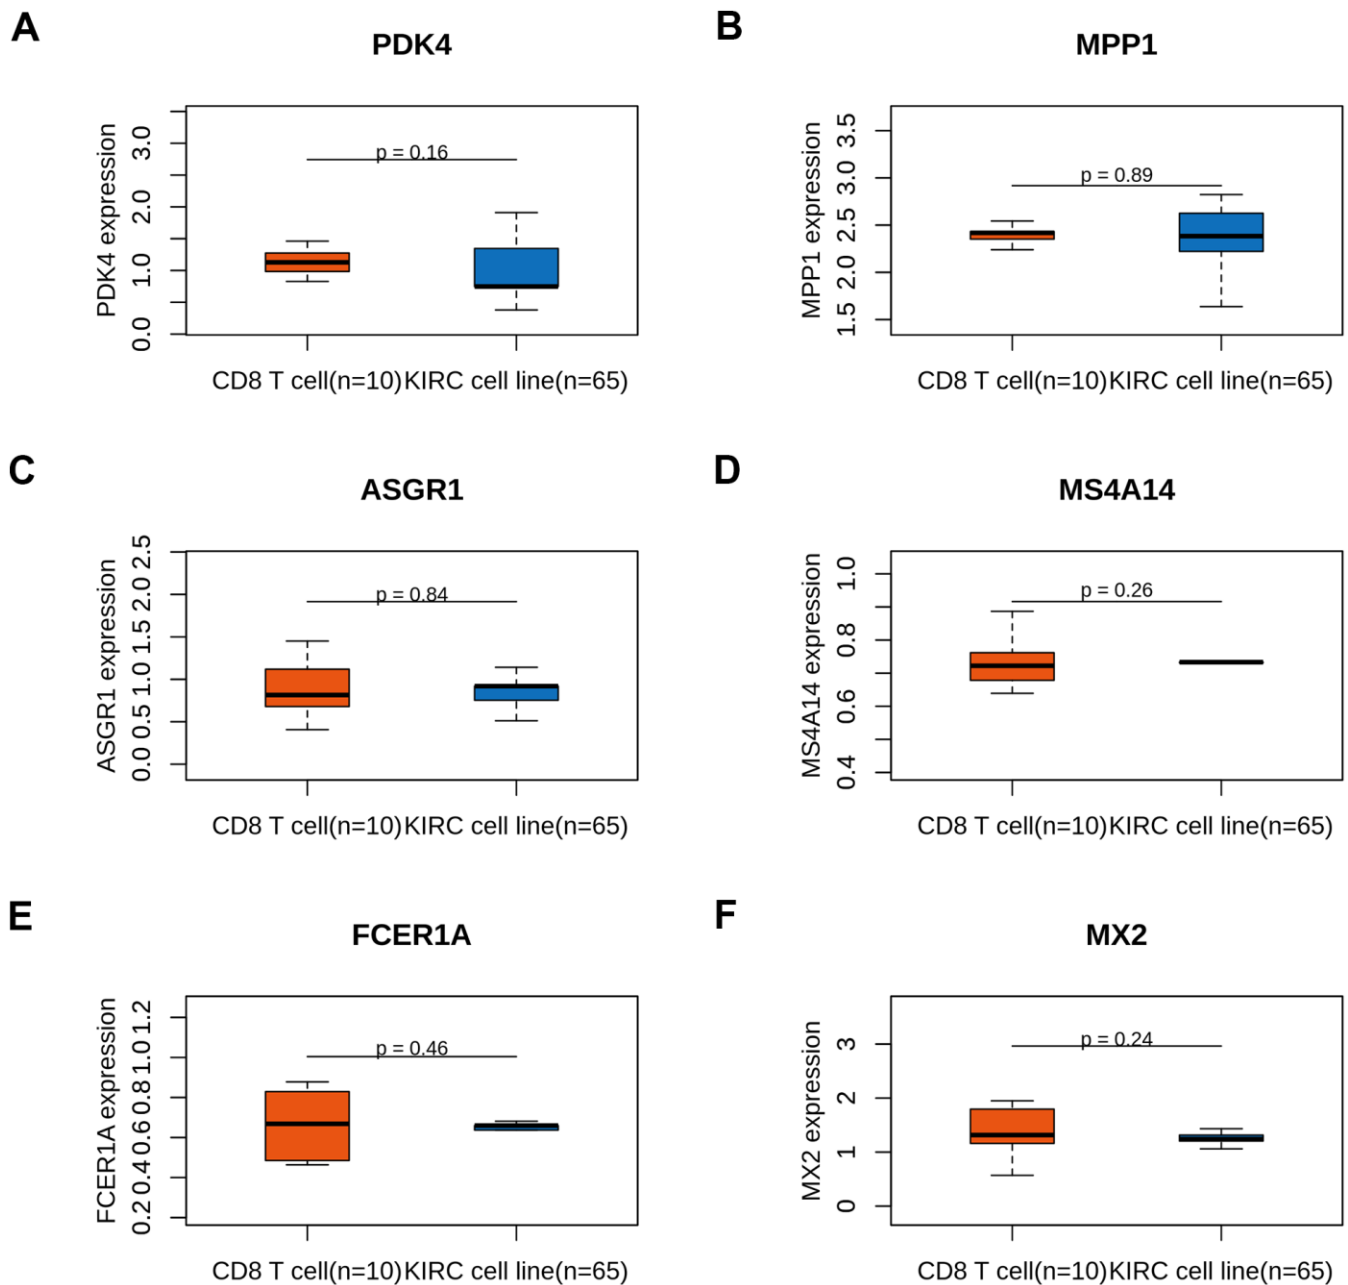 A
PDK4
PDK4 expression
0.0 1.0 2.0 3.0
p = 0.16
CD8 T cell(n=10) KIRC cell line(n=65)
B
MPP1
MPP1 expression
1.5 2.0 2.5 3.0 3.5
p = 0.89
CD8 T cell(n=10) KIRC cell line(n=65)
C
ASGR1
ASGR1 expression
0.0 0.5 1.0 1.5 2.0 2.5
p = 0.84
CD8 T cell(n=10) KIRC cell line(n=65)
D
MS4A14
MS4A14 expression
0.4 0.6 0.8 1.0
p = 0.26
CD8 T cell(n=10) KIRC cell line(n=65)
E
FCER1A
FCER1A expression
0.2 0.4 0.6 0.8 1.0 1.2
p = 0.46
CD8 T cell(n=10) KIRC cell line(n=65)
F
MX2
MX2 expression
0 1 2 3
p = 0.24
CD8 T cell(n=10) KIRC cell line(n=65)